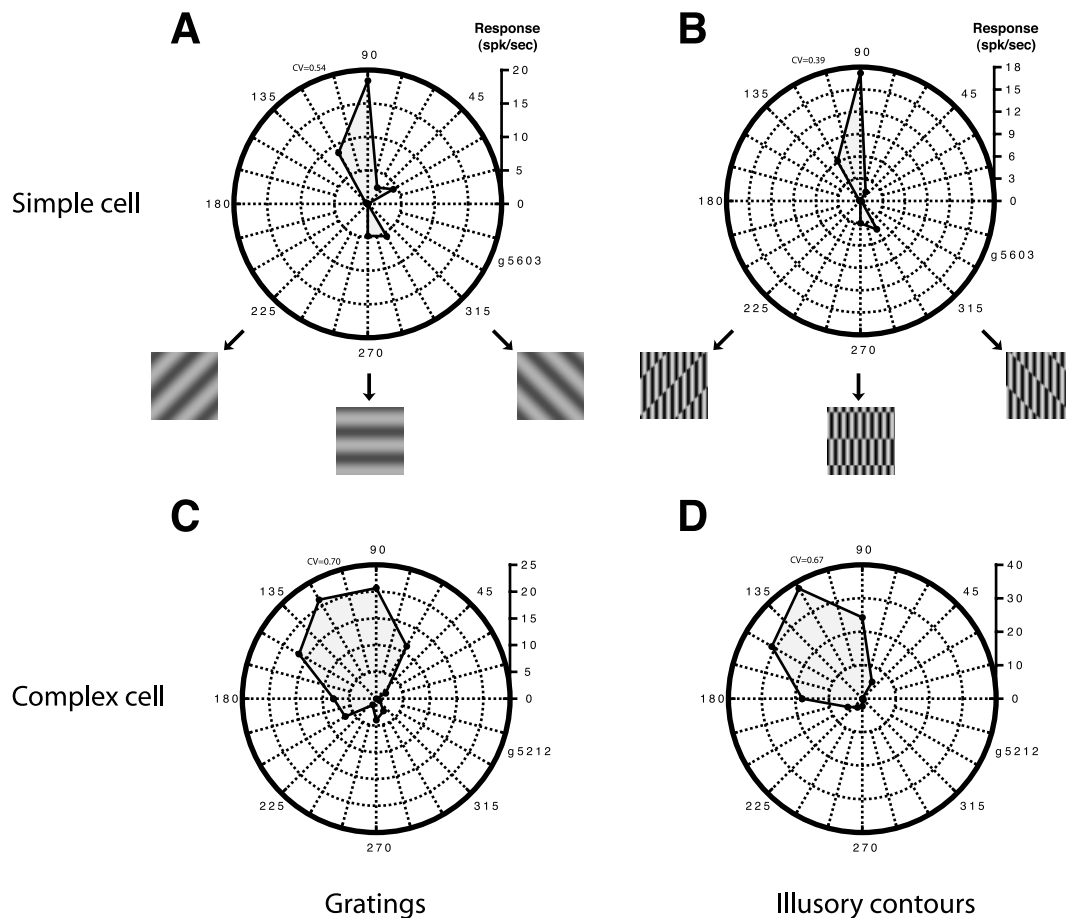 A
B
Response
(spk/sec)
Response
(spk/sec)
90
CV=0.54
20
135
45
15
10
5
180
0
g5603
225
315
270
90
CV=0.39
18
135
45
15
12
9
6
3
180
0
g5603
225
315
270
Simple cell
C
D
90
CV=0.70
25
135
45
20
15
10
5
180
0
g5212
225
315
270
90
CV=0.67
40
135
45
30
20
10
180
0
g5212
225
315
270
Complex cell
Gratings
Illusory contours